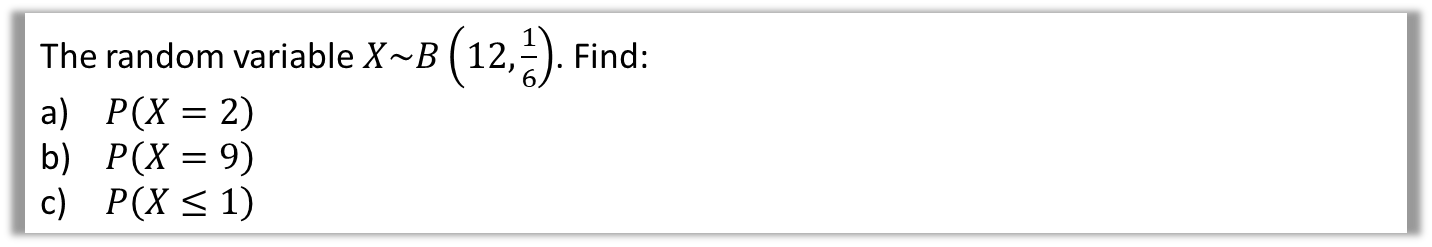 The random variable X~B (12, 1/6). Find:
a) P(X = 2)
b) P(X = 9)
c) P(X ≤ 1)